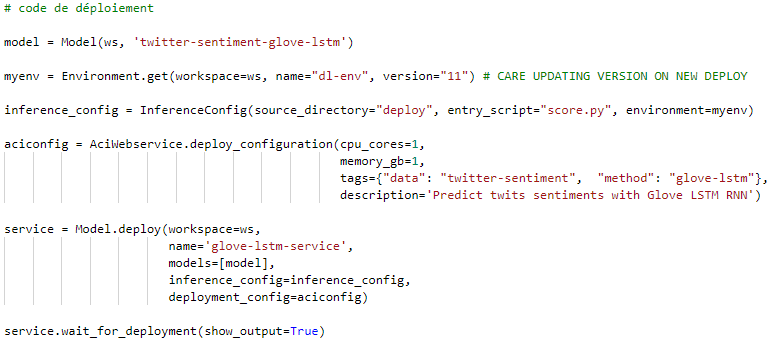 # code de déploiement
model = Model(ws, 'twitter-sentiment-glove-lstm')
myenv = Environment.get(workspace=ws, name="dl-env", version="11") # CARE UPDATING VERSION ON NEW DEPLOY
inference_config = InferenceConfig(source_directory="deploy", entry_script="score.py", environment=myenv)
aciconfig = AciWebservice.deploy_configuration(cpu_cores=1,
memory_gb=1,
tags={"data": "twitter-sentiment",  "method": "glove-lstm"},
description='Predict twits sentiments with Glove LSTM RNN')
service = Model.deploy(workspace=ws,
name='glove-lstm-service',
models=[model],
inference_config=inference_config,
deployment_config=aciconfig)
service.wait_for_deployment(show_output=True)